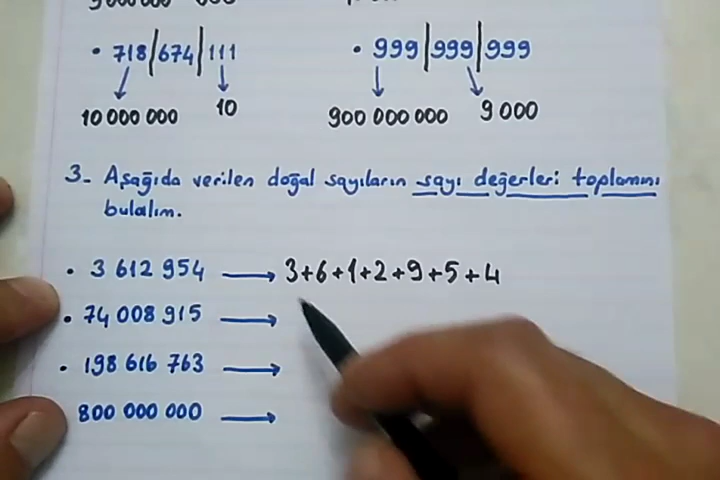 • 718|674|111
10 000 000
10
• 999|999|999
900 000 000
9 000
3- Aşağıda verilen doğal sayıların sayı değerleri toplamını
bulalım.
• 3 612 954 → 3+6+1+2+9+5+4
• 74 008 915 →
• 198 616 763 →
800 000 000 →